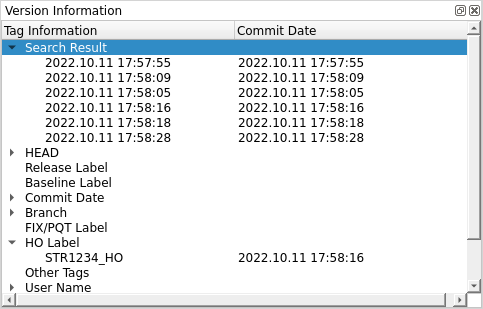 Version Information
Tag Information Commit Date
Search Result
2022.10.11 17:57:55 2022.10.11 17:57:55
2022.10.11 17:58:09 2022.10.11 17:58:09
2022.10.11 17:58:05 2022.10.11 17:58:05
2022.10.11 17:58:16 2022.10.11 17:58:16
2022.10.11 17:58:18 2022.10.11 17:58:18
2022.10.11 17:58:28 2022.10.11 17:58:28
HEAD
Release Label
Baseline Label
Commit Date
Branch
FIX/PQT Label
HO Label
STR1234_HO 2022.10.11 17:58:16
Other Tags
User Name